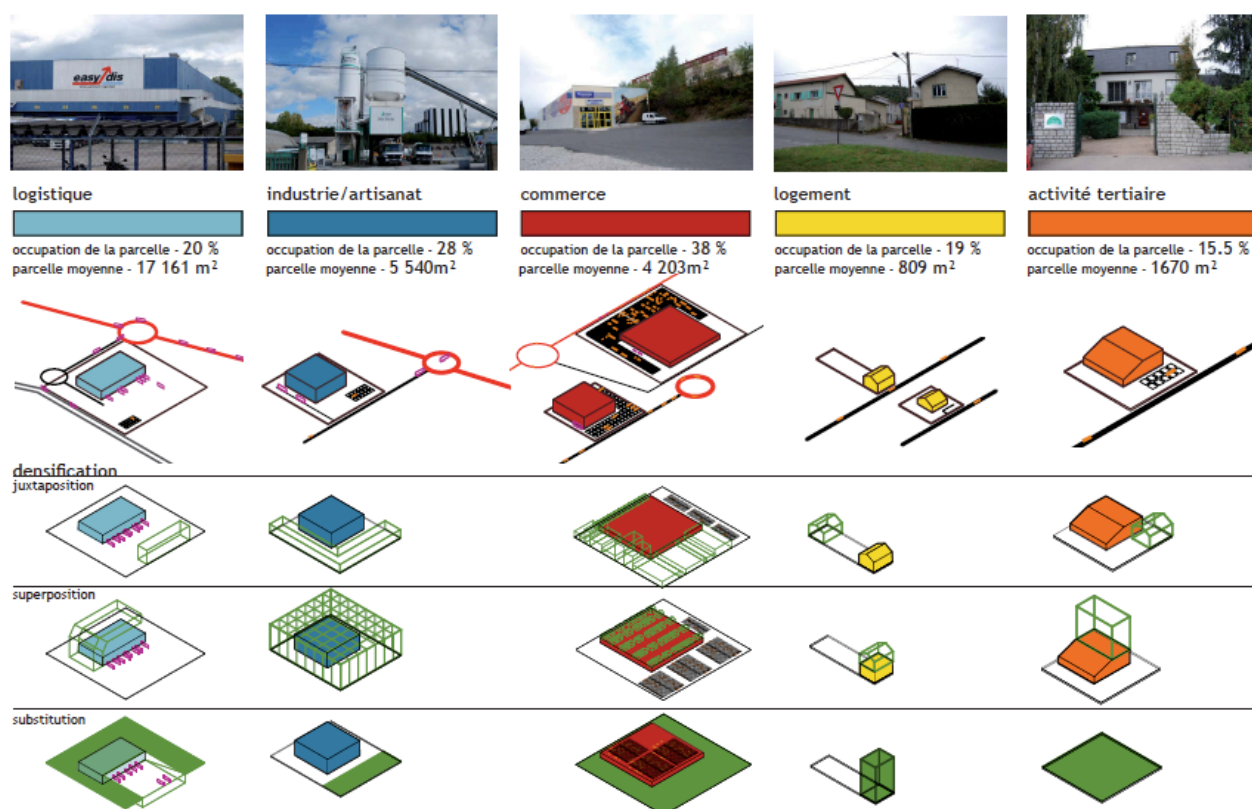 easydis
logistique
occupation de la parcelle - 20 %
parcelle moyenne - 17 161 m²
industrie/artisanat
occupation de la parcelle - 28 %
parcelle moyenne - 5 540m²
commerce
occupation de la parcelle - 38 %
parcelle moyenne - 4 203m²
logement
occupation de la parcelle - 19 %
parcelle moyenne - 809 m²
activité tertiaire
occupation de la parcelle - 15.5 %
parcelle moyenne - 1670 m²
densification
juxtaposition
superposition
substitution